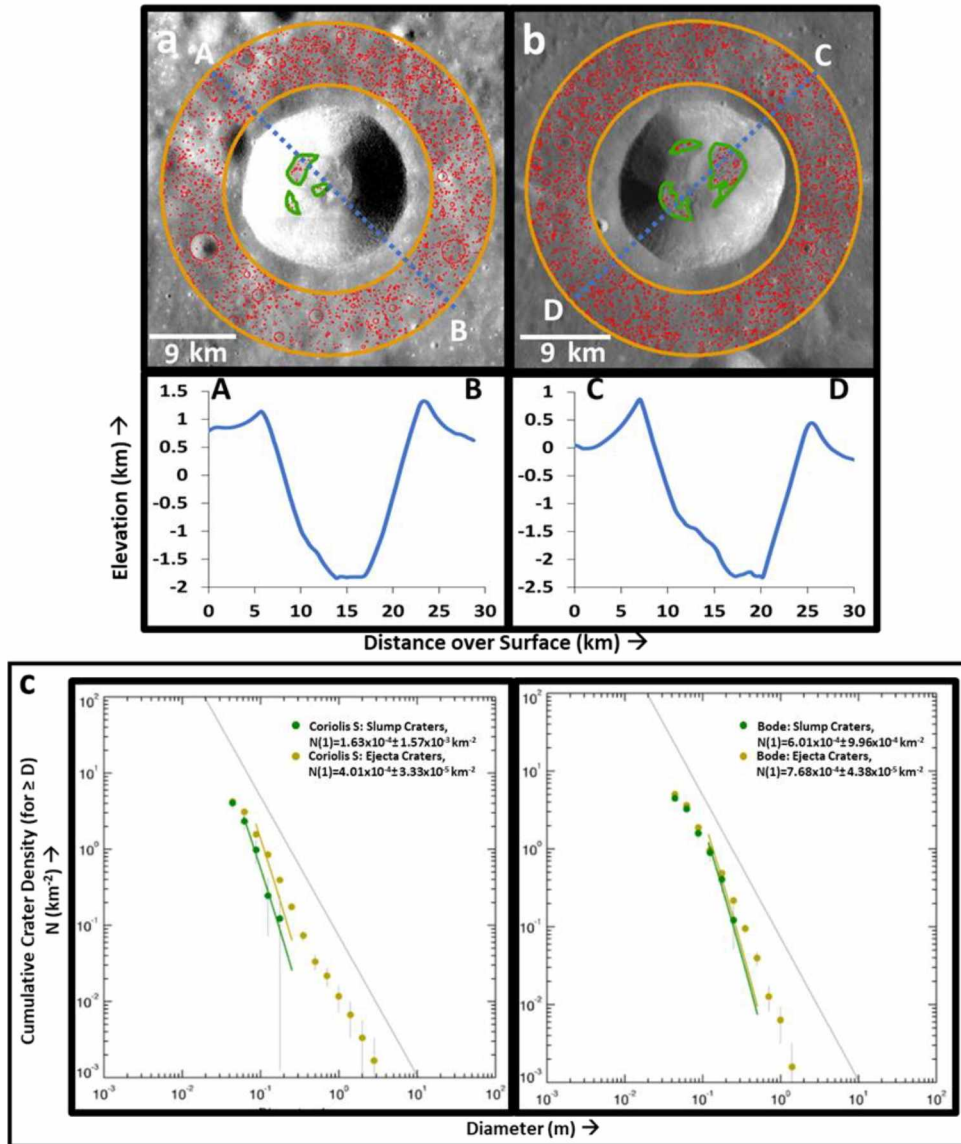 a
b
A
C
B
D
9 km
9 km
A
B
C
D
Elevation (km) →
1.5
1
0.5
0
-0.5
-1
-1.5
-2
0 5 10 15 20 25 30
1
0.5
0
-0.5
-1
-1.5
-2
-2.5
0 5 10 15 20 25 30
Distance over Surface (km) →
c
Cumulative Crater Density (for ≥ D)
N (km⁻²) →
10²
10¹
10⁰
10⁻¹
10⁻²
10⁻³
Coriolis S: Slump Craters,
N(1)=1.63x10⁻⁴± 1.57x10⁻³ km⁻²
Coriolis S: Ejecta Craters,
N(1)=4.01x10⁻⁴± 3.33x10⁻⁵ km⁻²
10⁻³ 10⁻² 10⁻¹ 10⁰ 10¹ 10²
10²
10¹
10⁰
10⁻¹
10⁻²
10⁻³
Bode: Slump Craters,
N(1)=6.01x10⁻⁴± 9.96x10⁻⁴ km⁻²
Bode: Ejecta Craters,
N(1)=7.68x10⁻⁴± 4.38x10⁻⁵ km⁻²
10⁻³ 10⁻² 10⁻¹ 10⁰ 10¹ 10²
Diameter (m) →